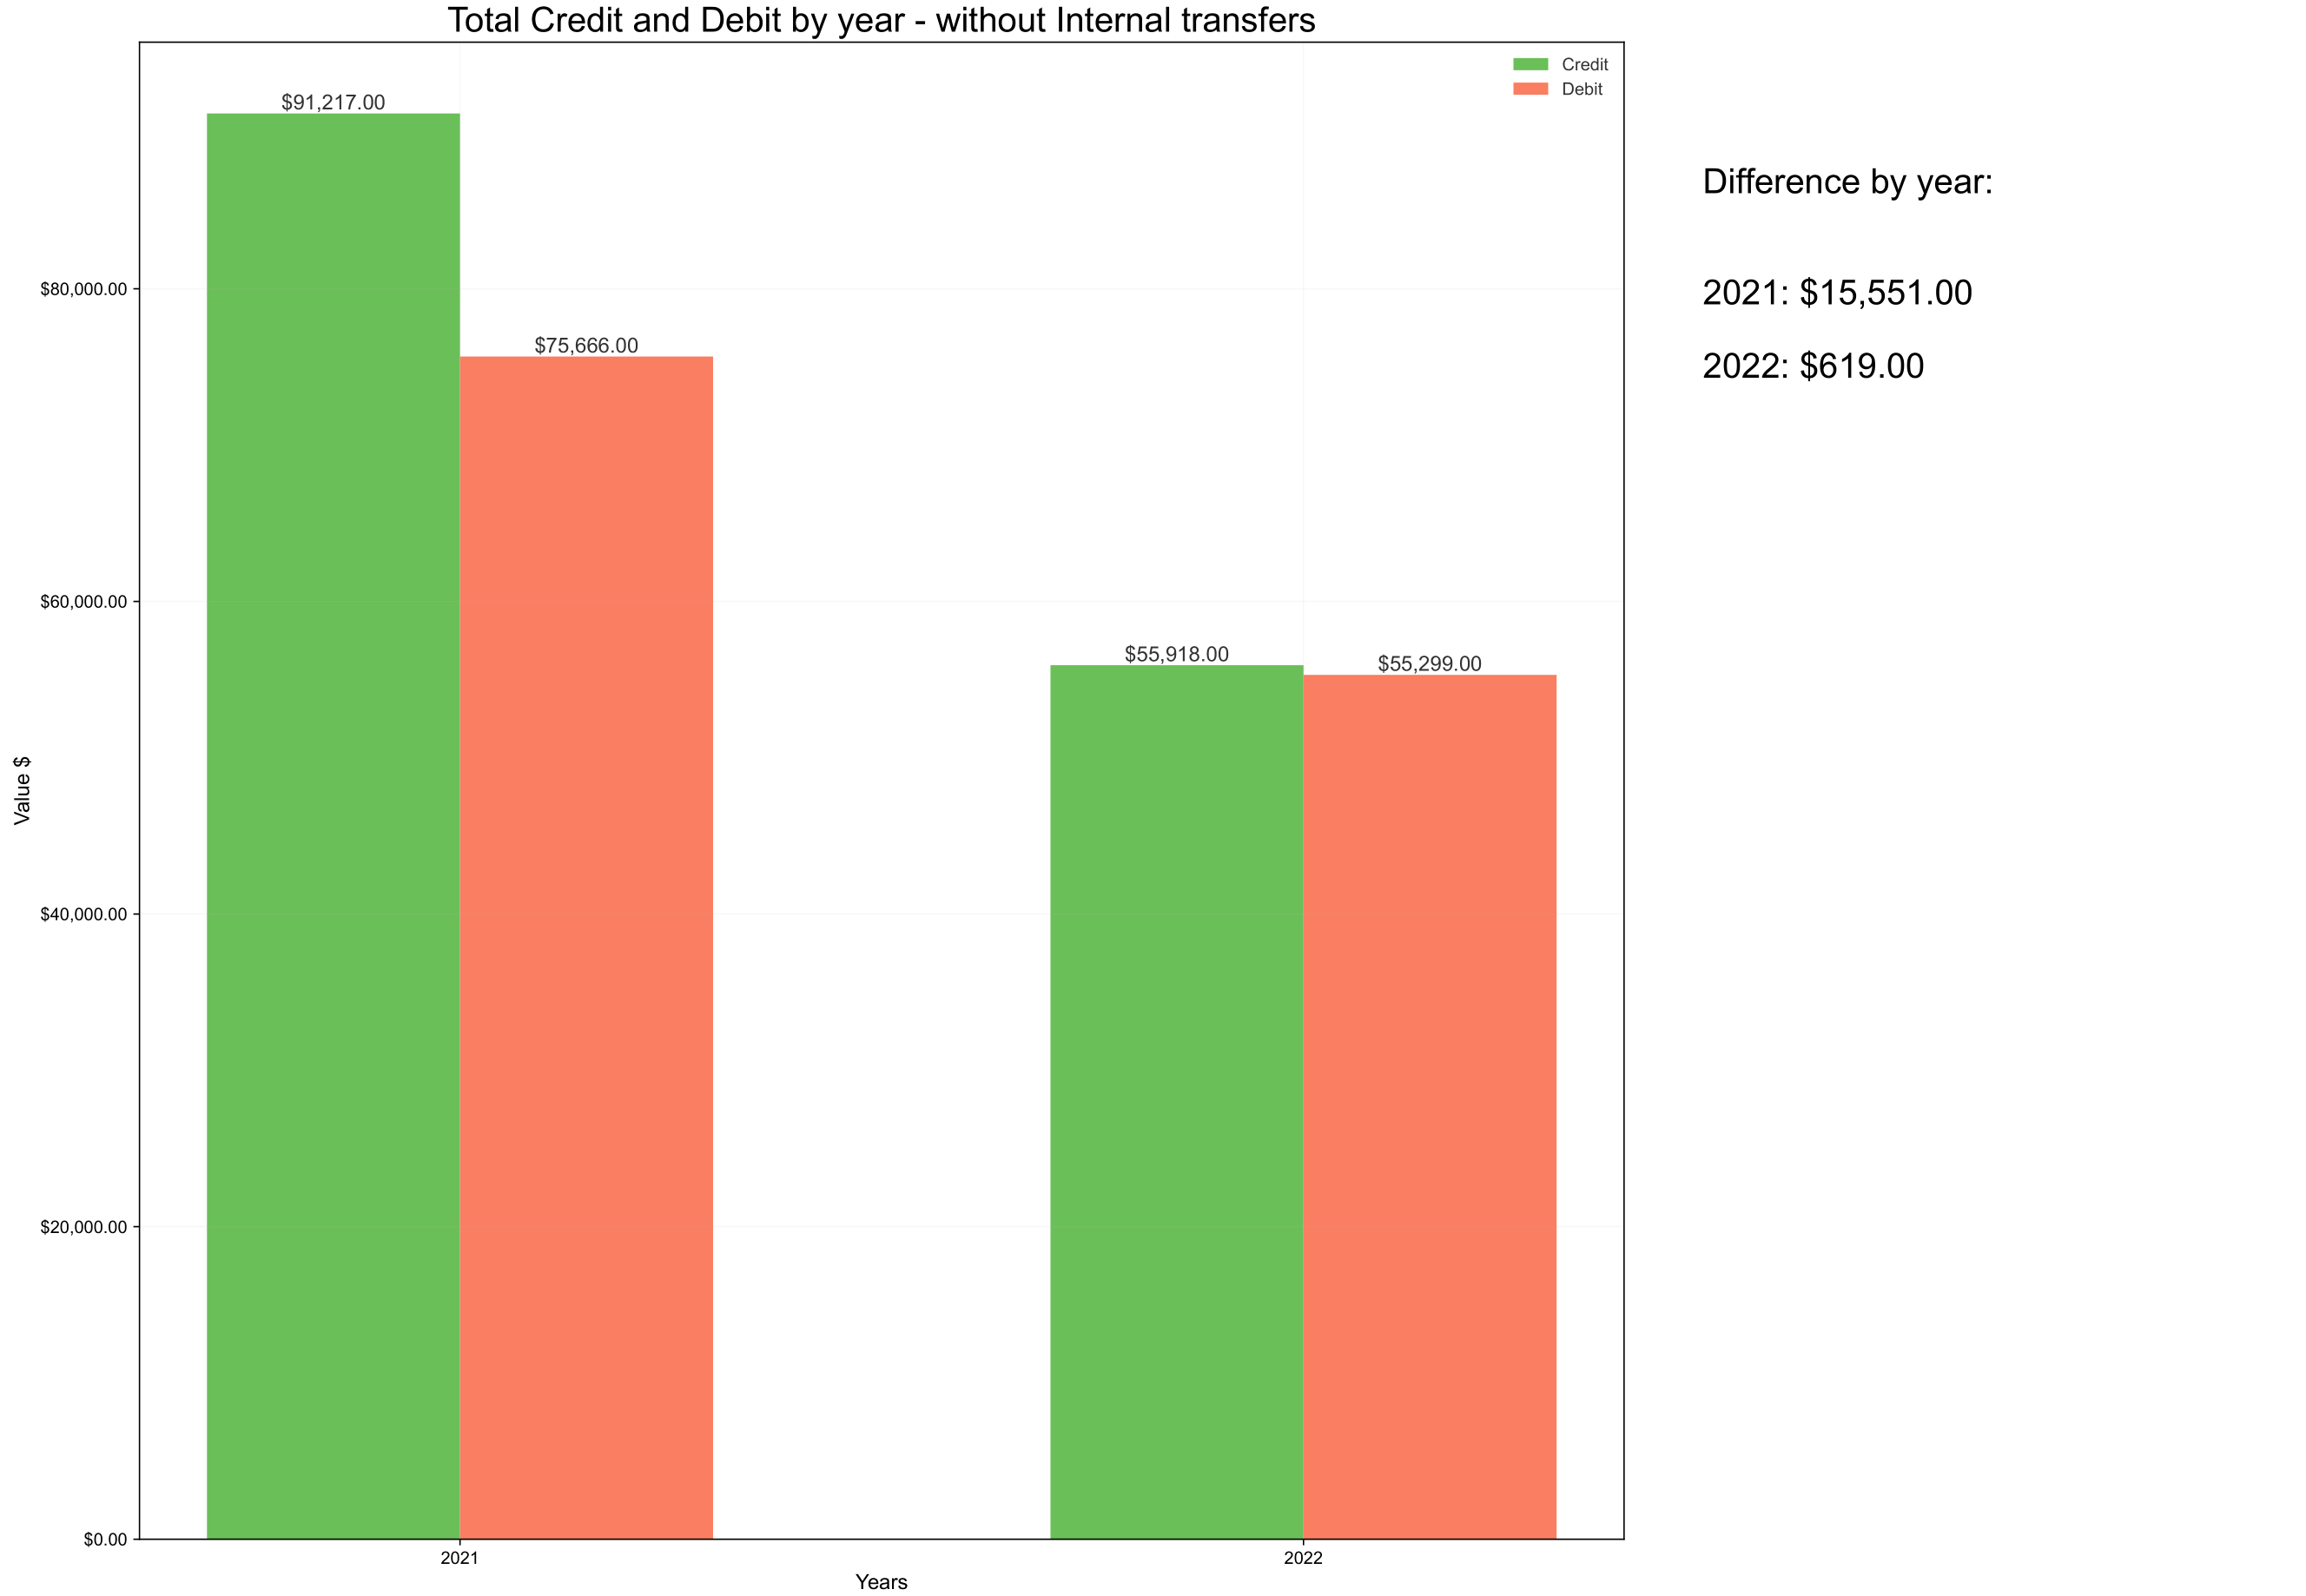 Total Credit and Debit by year - without Internal transfers
Credit
Debit
$91,217.00
$75,666.00
$55,918.00
$55,299.00
$80,000.00
$60,000.00
$40,000.00
$20,000.00
$0.00
Value $
2021
2022
Years
Difference by year:
2021: $15,551.00
2022: $619.00